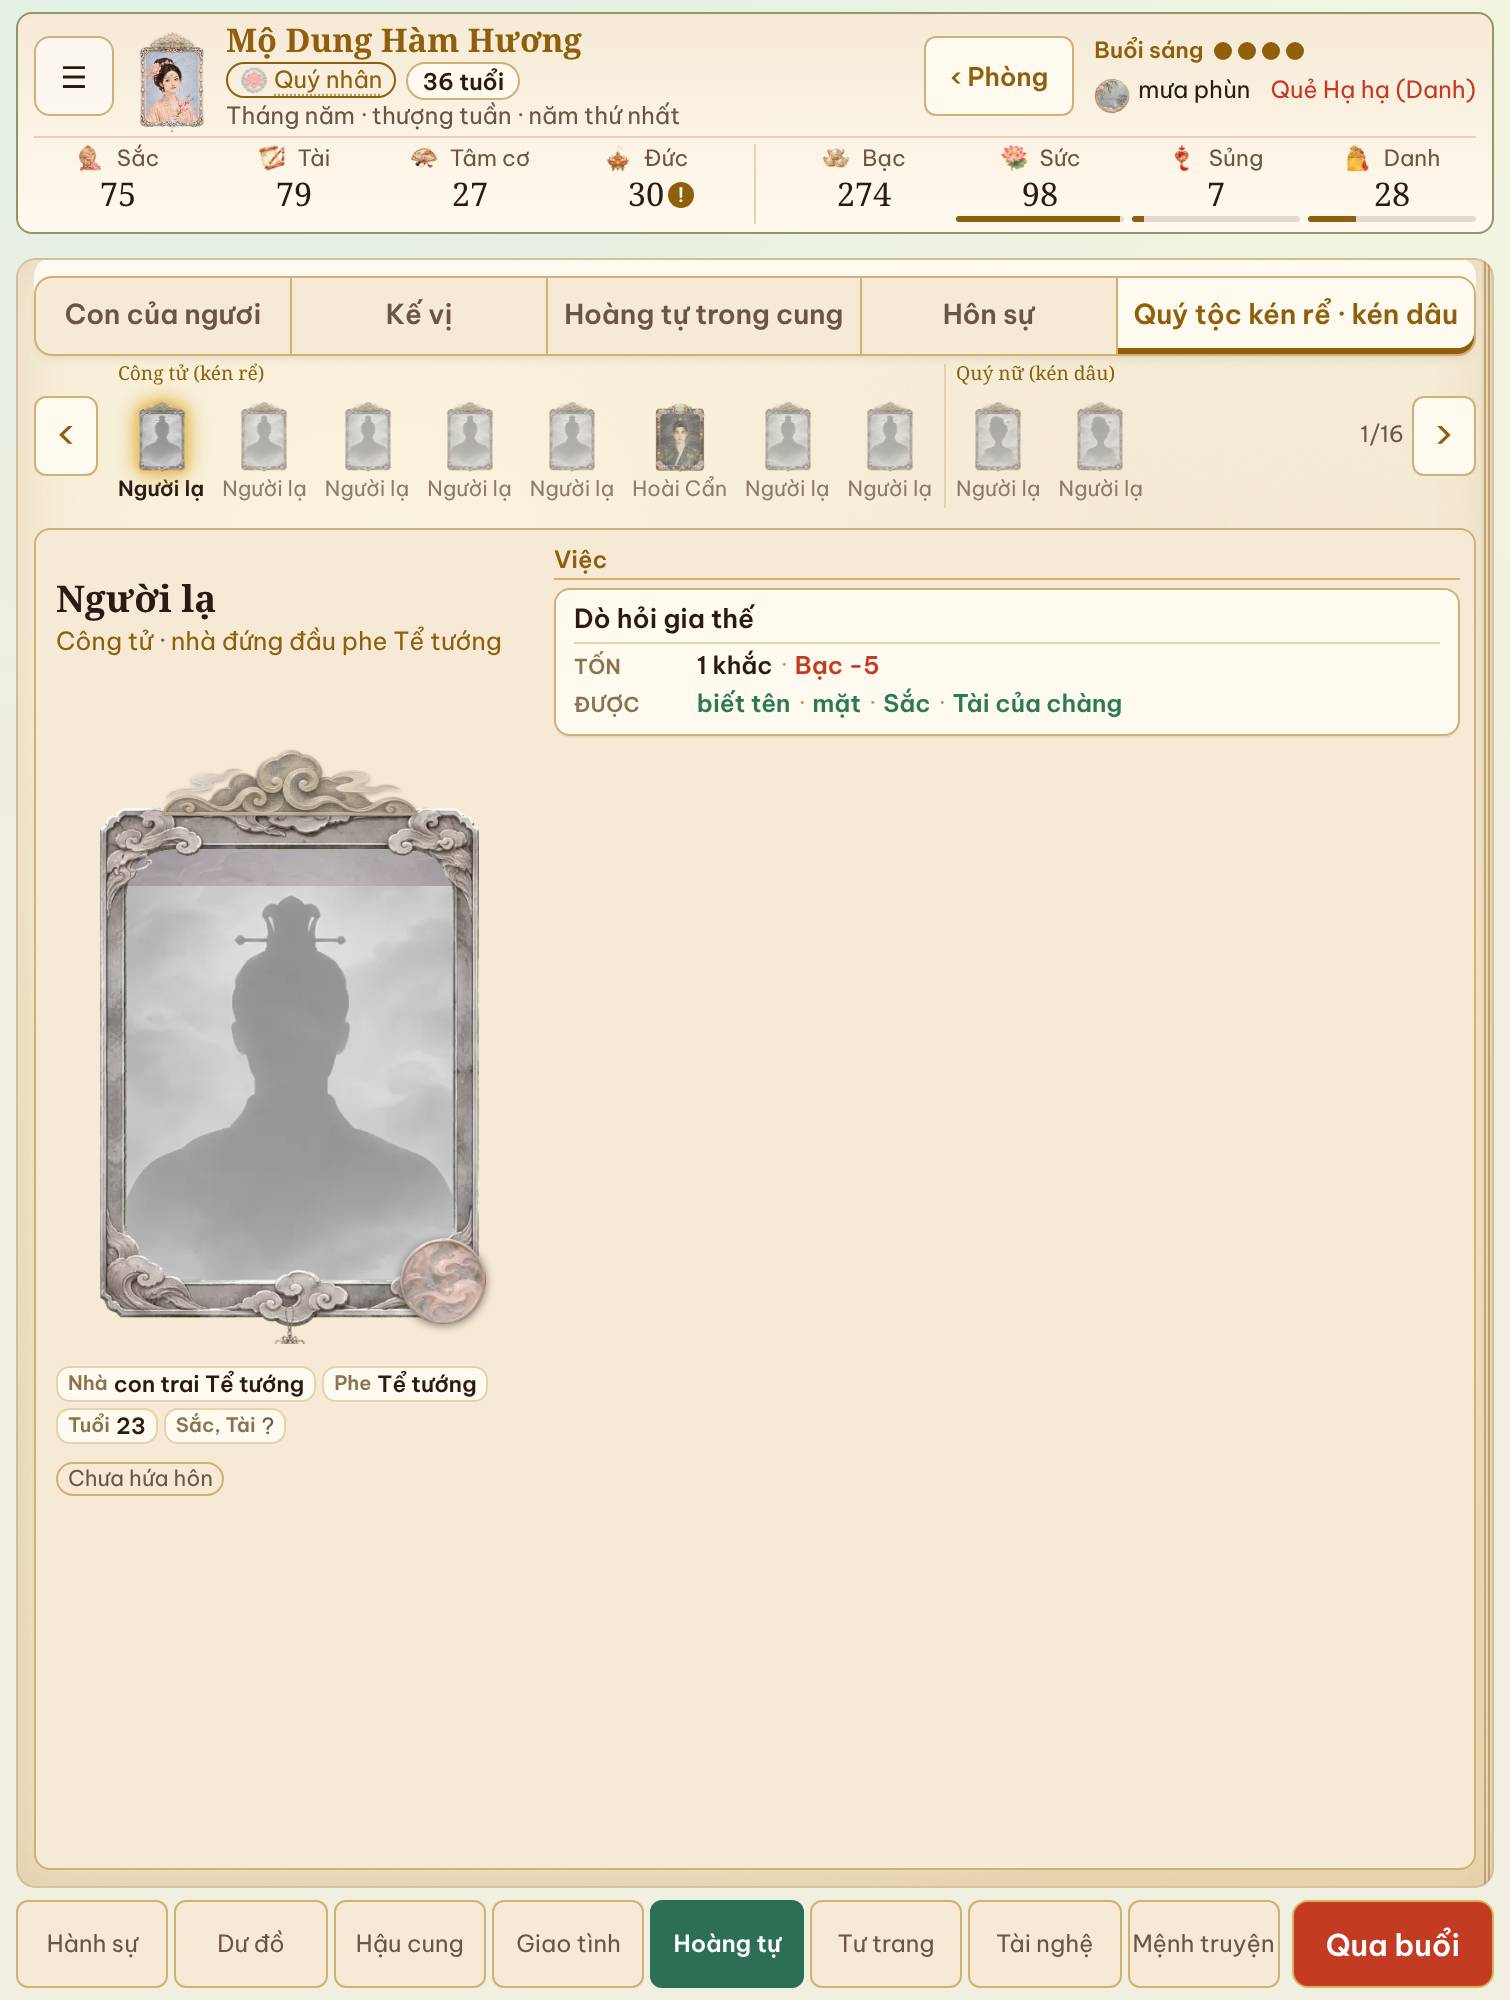 ☰
Mộ Dung Hàm Hương
Quý nhân
36 tuổi
Tháng năm · thượng tuần · năm thứ nhất
‹ Phòng
Buổi sáng
mưa phùn
Quẻ Hạ hạ (Danh)
Sắc
75
Tài
79
Tâm cơ
27
Đức
30 !
Bạc
274
Sức
98
Sủng
7
Danh
28
Con của ngươi
Kế vị
Hoàng tự trong cung
Hôn sự
Quý tộc kén rể · kén dâu
Công tử (kén rể)
Quý nữ (kén dâu)
‹
Người lạ
Người lạ
Người lạ
Người lạ
Người lạ
Hoài Cẩn
Người lạ
Người lạ
Người lạ
Người lạ
1/16
›
Người lạ
Công tử · nhà đứng đầu phe Tể tướng
Việc
Dò hỏi gia thế
TỐN 1 khắc · Bạc -5
ĐƯỢC biết tên · mặt · Sắc · Tài của chàng
Nhà con trai Tể tướng
Phe Tể tướng
Tuổi 23
Sắc, Tài ?
Chưa hứa hôn
Hành sự
Dư đồ
Hậu cung
Giao tình
Hoàng tự
Tư trang
Tài nghệ
Mệnh truyện
Qua buổi